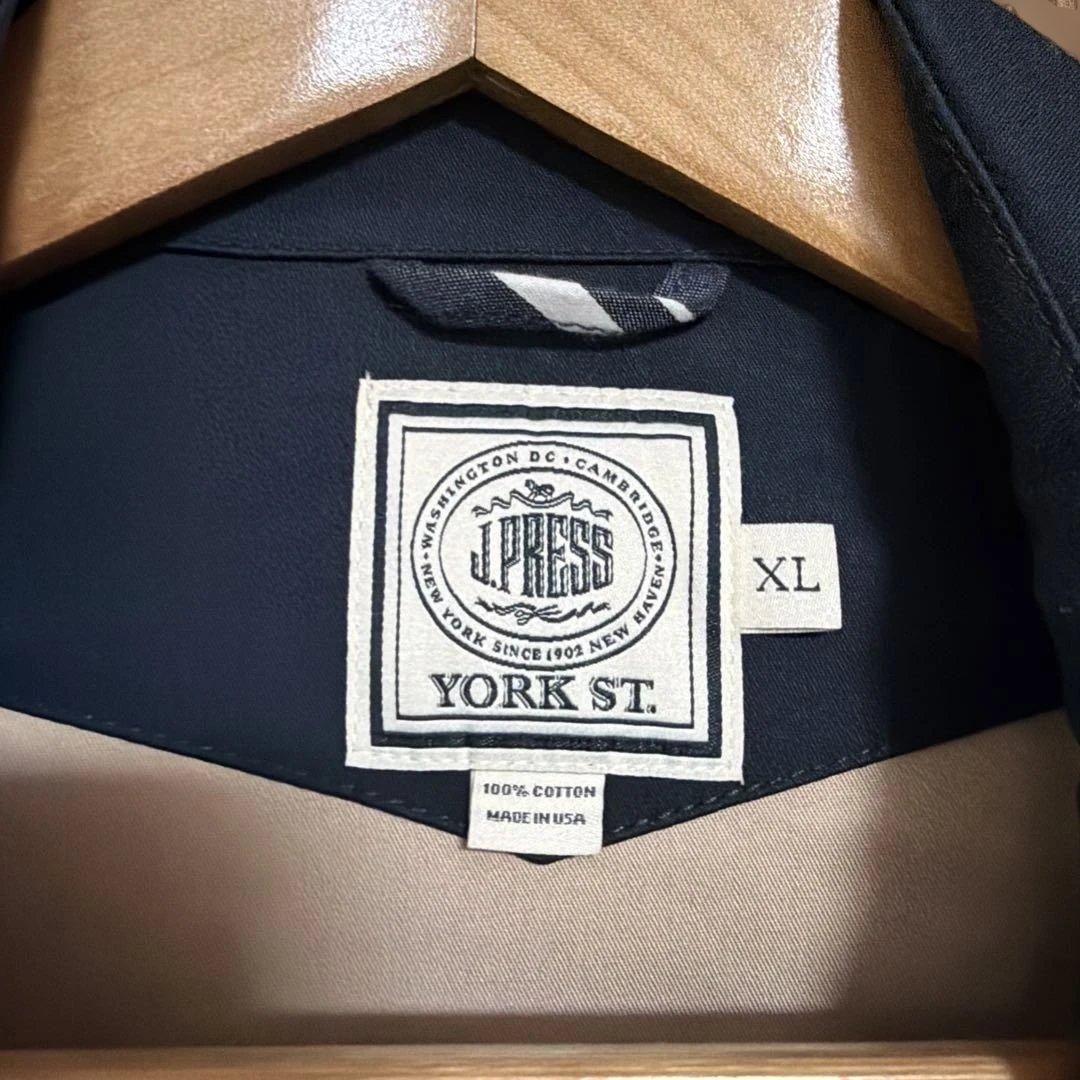 WASHINGTON DC • CAMBRIDGE
J.PRESS
NEW YORK SINCE 1902 NEW HAVEN
YORK ST.
XL
100% COTTON
MADE IN USA